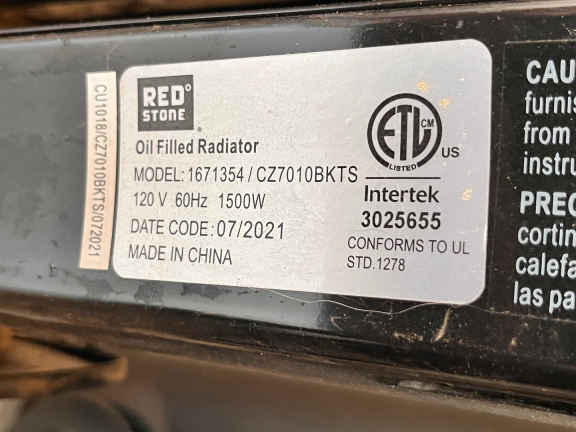 CU1018/CZ7010BKTS/072021
RED
STONE
Oil Filled Radiator
MODEL: 1671354 / CZ7010BKTS
120 V 60Hz 1500W
DATE CODE: 07/2021
MADE IN CHINA
ETL CM
US
LISTED
Intertek
3025655
CONFORMS TO UL
STD.1278
CAU
furnis
from
instru
PREC
cortin
calefa
las pa